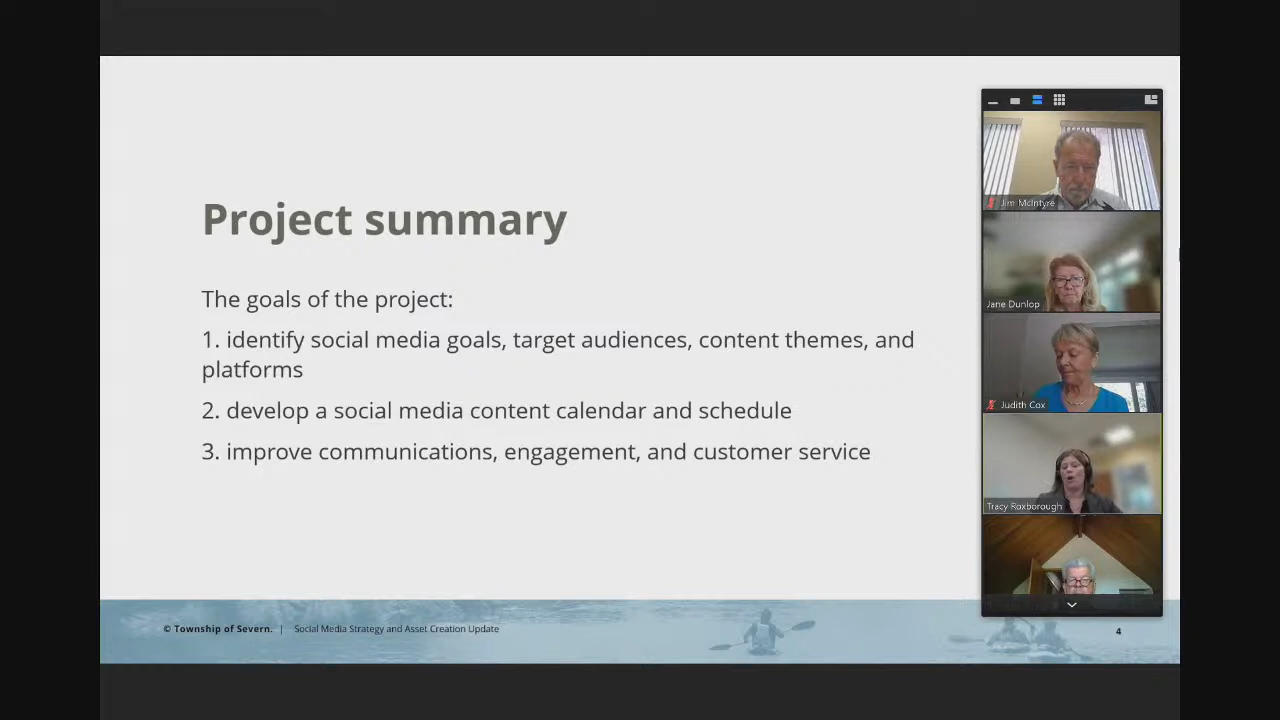 Project summary
The goals of the project:
1. identify social media goals, target audiences, content themes, and
platforms
2. develop a social media content calendar and schedule
3. improve communications, engagement, and customer service
Jim McIntyre
Jane Dunlop
Judith Cox
Tracy Roxborough
© Township of Severn. | Social Media Strategy and Asset Creation Update
4